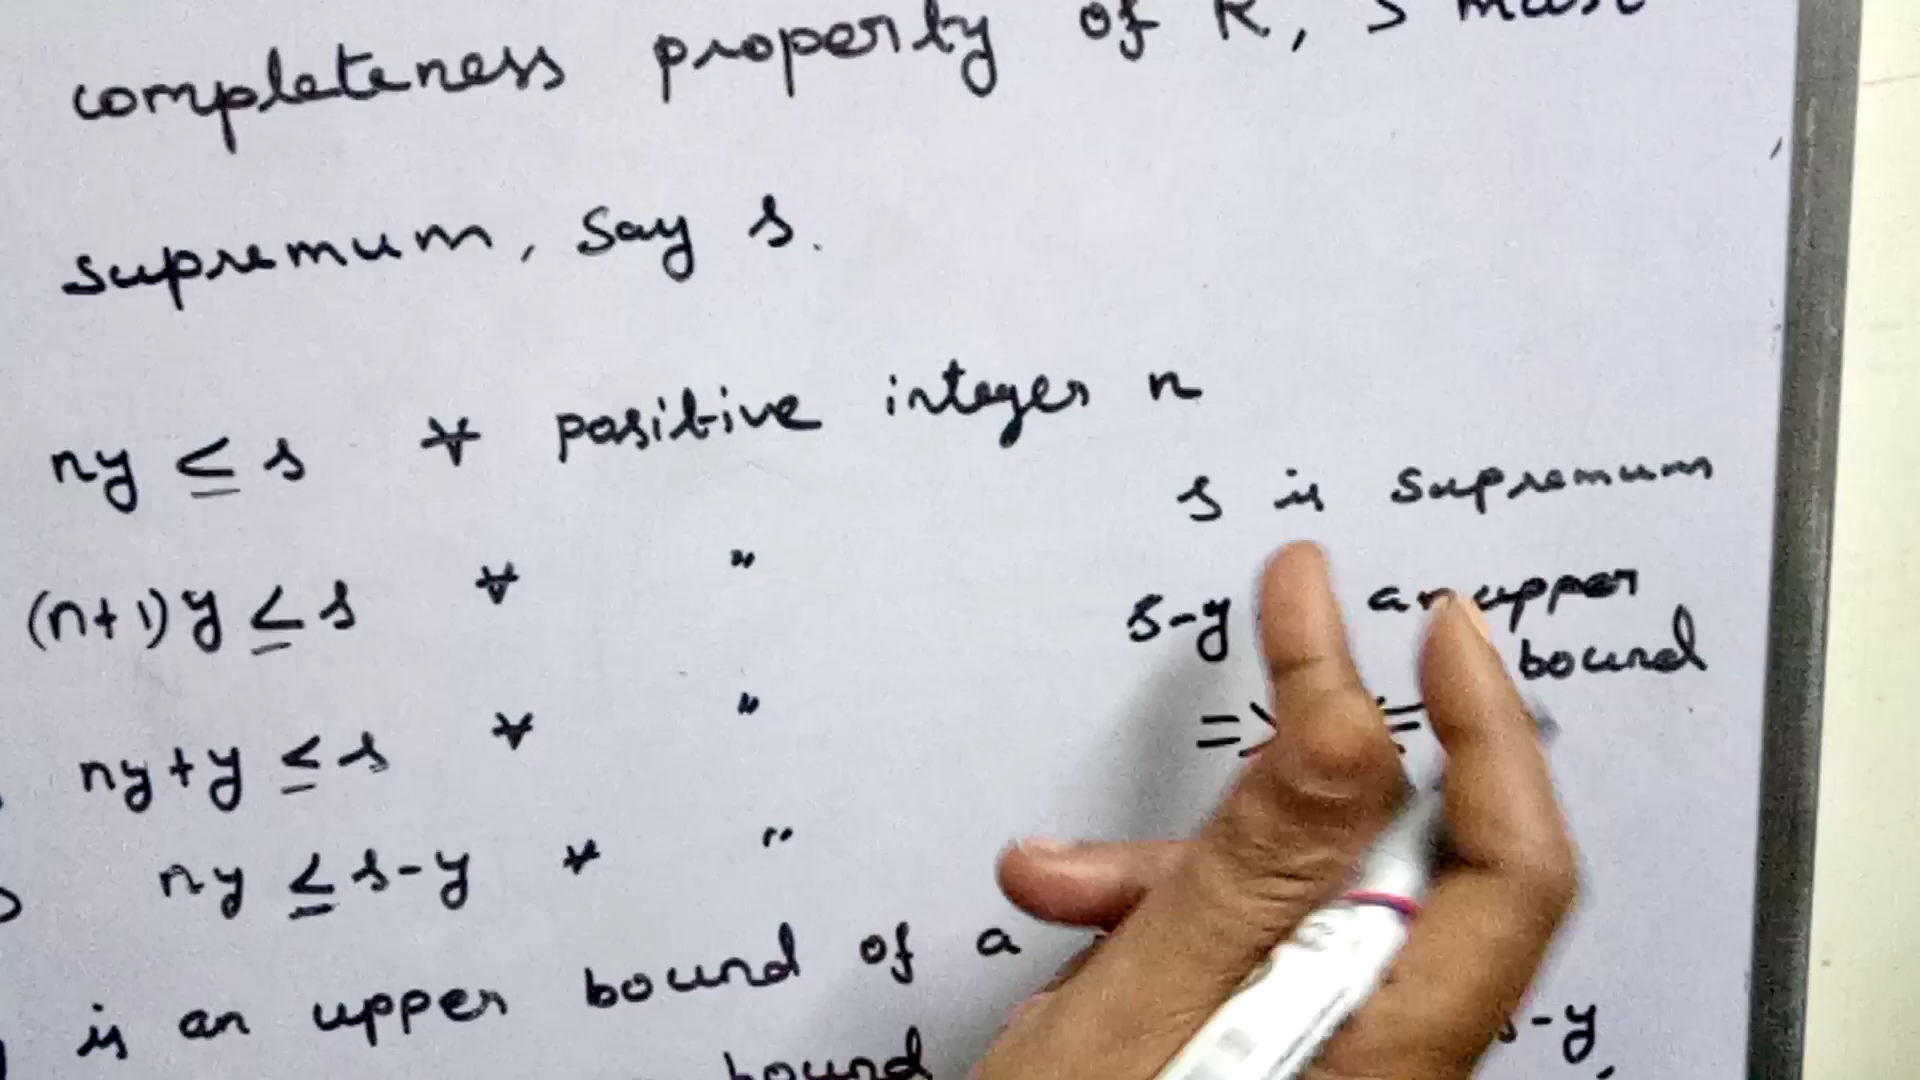 completeness property of R, S must
supremum, say s.
ny ≤ s ∀ positive integer n
(n+1)y ≤ s ∀ "
ny+y ≤ s ∀ "
ny ≤ s-y ∀ "
is an upper bound of a
bound
s is supremum
s-y an upper
bound
=> =
s-y,